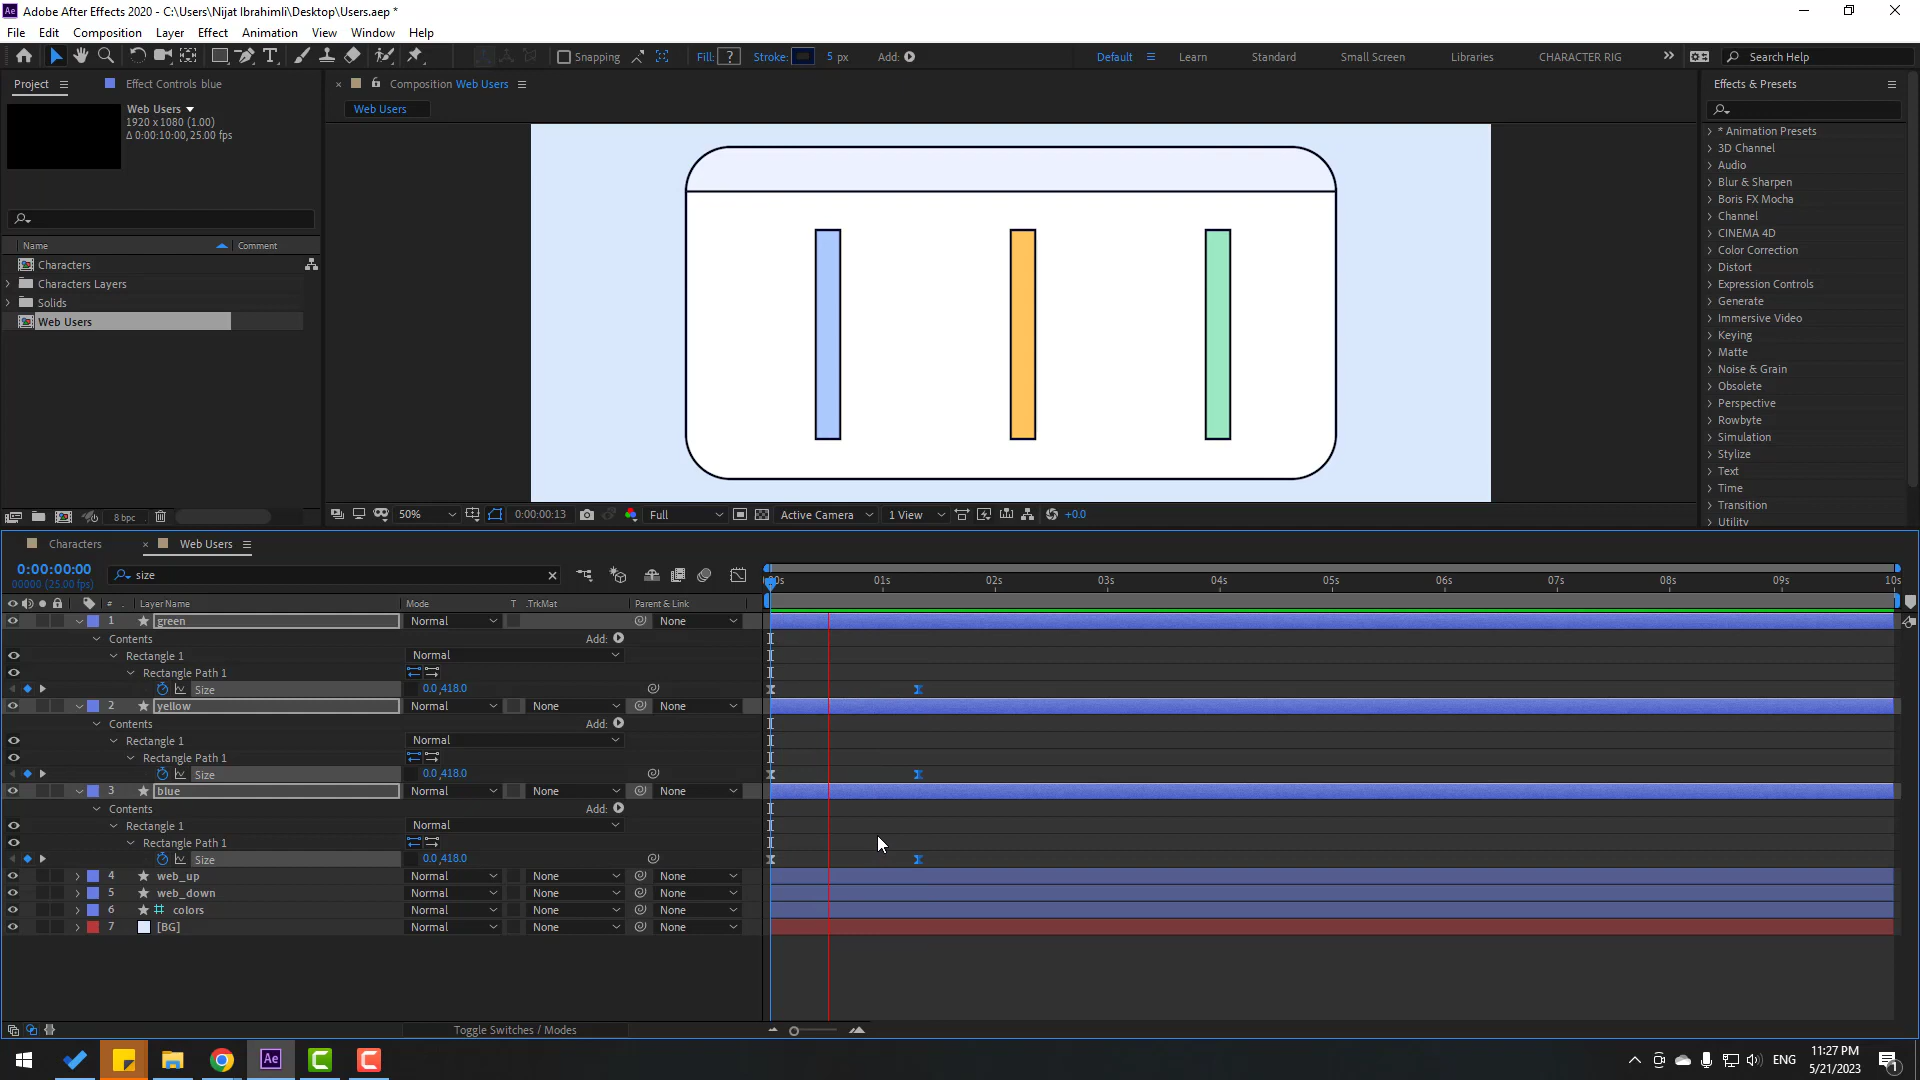 Adobe After Effects 2020 - C:\Users\Nijat Ibrahimli\Desktop\Users.aep *
File Edit Composition Layer Effect Animation View Window Help
Snapping Fill: ? Stroke: 5 px Add: Default Learn Standard Small Screen Libraries CHARACTER RIG Search Help
Project Effect Controls blue
Web Users
1920 x 1080 (1.00)
Δ 0:00:10:00, 25.00 fps
Name Comment
Characters
Characters Layers
Solids
Web Users
8 bpc
Composition Web Users
Web Users
50% 0:00:00:13 Full Active Camera 1 View +0.0
Effects & Presets
* Animation Presets
3D Channel
Audio
Blur & Sharpen
Boris FX Mocha
Channel
CINEMA 4D
Color Correction
Distort
Expression Controls
Generate
Immersive Video
Keying
Matte
Noise & Grain
Obsolete
Perspective
Rowbyte
Simulation
Stylize
Text
Time
Transition
Utility
Characters Web Users
0:00:00:00
00000 (25.00 fps)
size
:00s 01s 02s 03s 04s 05s 06s 07s 08s 09s 10s
# . Layer Name Mode T .TrkMat Parent & Link
1 green Normal None
Contents Add:
Rectangle 1 Normal
Rectangle Path 1
Size 0.0,418.0
2 yellow Normal None None
Contents Add:
Rectangle 1 Normal
Rectangle Path 1
Size 0.0,418.0
3 blue Normal None None
Contents Add:
Rectangle 1 Normal
Rectangle Path 1
Size 0.0,418.0
4 web_up Normal None None
5 web_down Normal None None
6 colors Normal None None
7 [BG] Normal None None
Toggle Switches / Modes
Ae
ENG
11:27 PM
5/21/2023
1